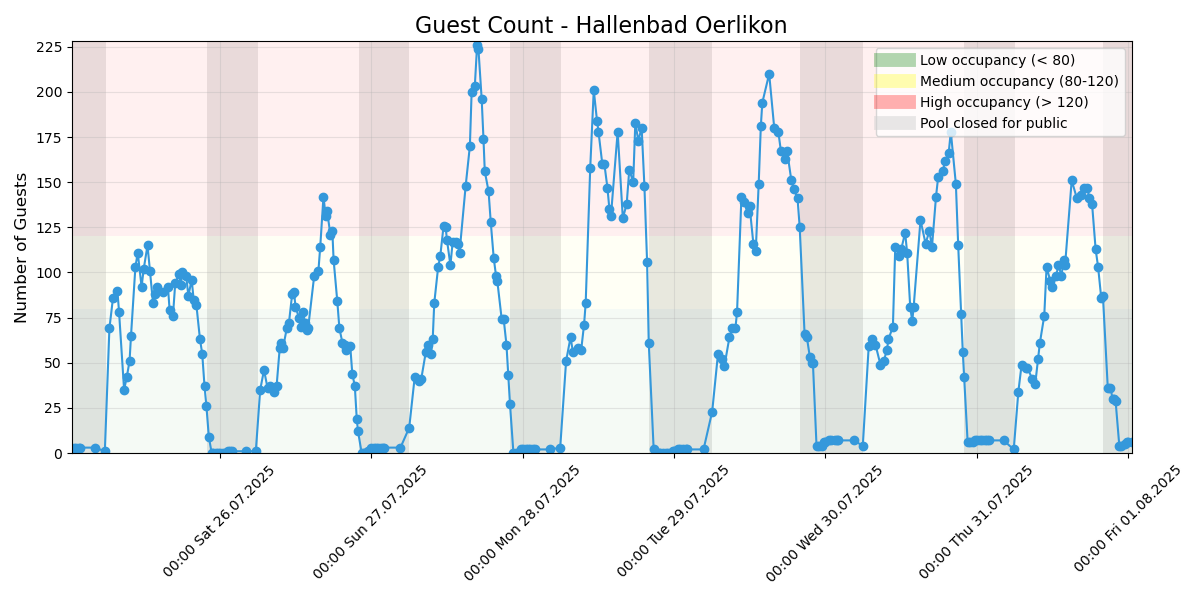 Guest Count - Hallenbad Oerlikon
Number of Guests
225
200
175
150
125
100
75
50
25
0
Low occupancy (< 80)
Medium occupancy (80-120)
High occupancy (> 120)
Pool closed for public
00:00 Sat 26.07.2025
00:00 Sun 27.07.2025
00:00 Mon 28.07.2025
00:00 Tue 29.07.2025
00:00 Wed 30.07.2025
00:00 Thu 31.07.2025
00:00 Fri 01.08.2025